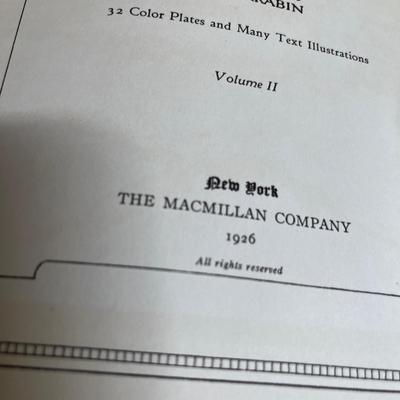 32 Color Plates and Many Text Illustrations
Volume II
New York
THE MACMILLAN COMPANY
1926
All rights reserved